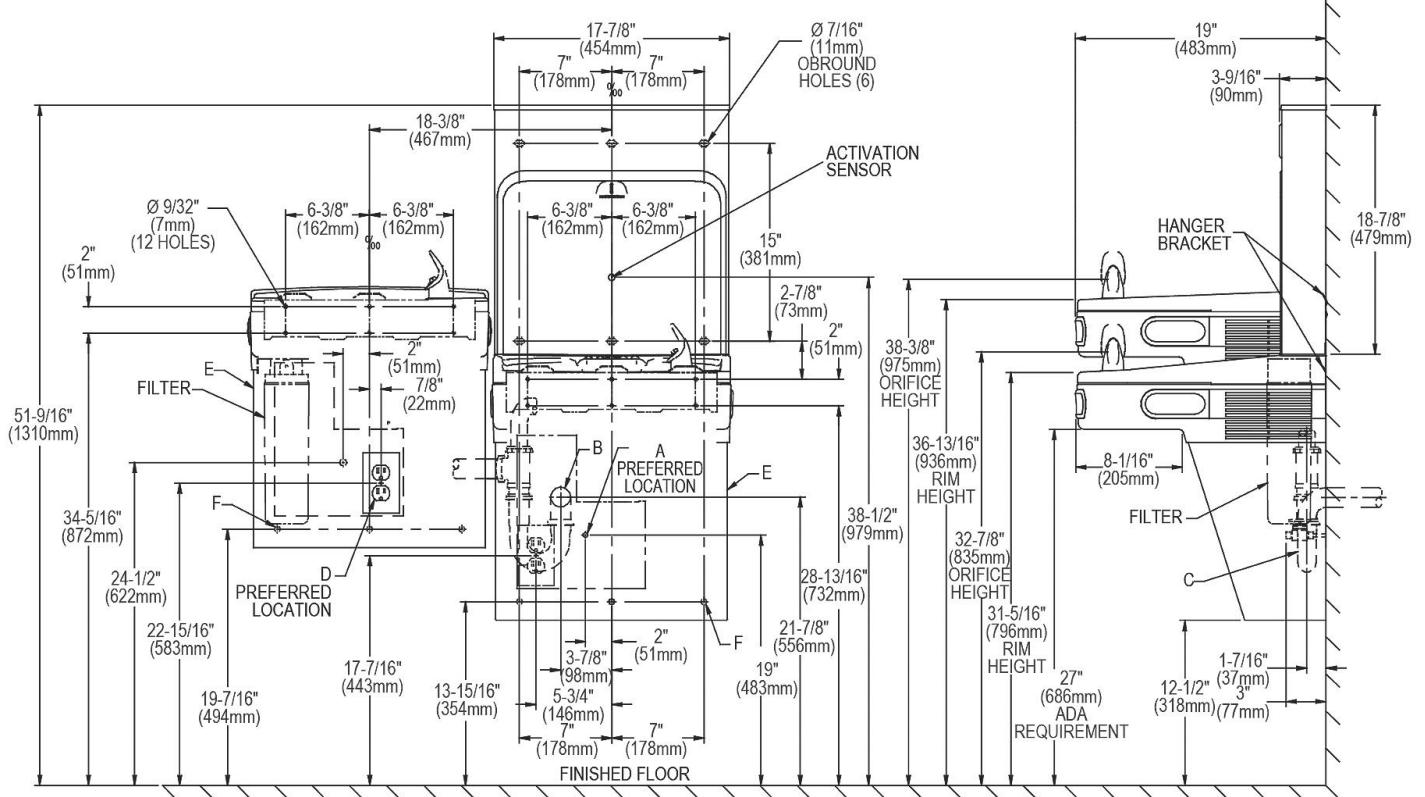 17-7/8"
(454mm)
7"
(178mm)
7"
(178mm)
Ø 7/16"
(11mm)
OBROUND
HOLES (6)
19"
(483mm)
3-9/16"
(90mm)
18-3/8"
(467mm)
ACTIVATION
SENSOR
Ø 9/32"
(7mm)
(12 HOLES)
6-3/8"
(162mm)
6-3/8"
(162mm)
6-3/8"
(162mm)
6-3/8"
(162mm)
15"
(381mm)
HANGER
BRACKET
18-7/8"
(479mm)
2"
(51mm)
2-7/8"
(73mm)
2"
(51mm)
2"
(51mm)
E
FILTER
7/8"
(22mm)
38-3/8"
(975mm)
ORIFICE
HEIGHT
51-9/16"
(1310mm)
B
A
PREFERRED
LOCATION
E
36-13/16"
(936mm)
RIM
HEIGHT
8-1/16"
(205mm)
F
34-5/16"
(872mm)
38-1/2"
(979mm)
FILTER
32-7/8"
(835mm)
ORIFICE
HEIGHT
24-1/2"
(622mm)
D
PREFERRED
LOCATION
28-13/16"
(732mm)
C
22-15/16"
(583mm)
21-7/8"
(556mm)
31-5/16"
(796mm)
RIM
HEIGHT
F
17-7/16"
(443mm)
2"
(51mm)
3-7/8"
(98mm)
19"
(483mm)
1-7/16"
(37mm)
19-7/16"
(494mm)
13-15/16"
(354mm)
5-3/4"
(146mm)
27"
(686mm)
ADA
REQUIREMENT
12-1/2"
(318mm)
3"
(77mm)
7"
(178mm)
7"
(178mm)
FINISHED FLOOR